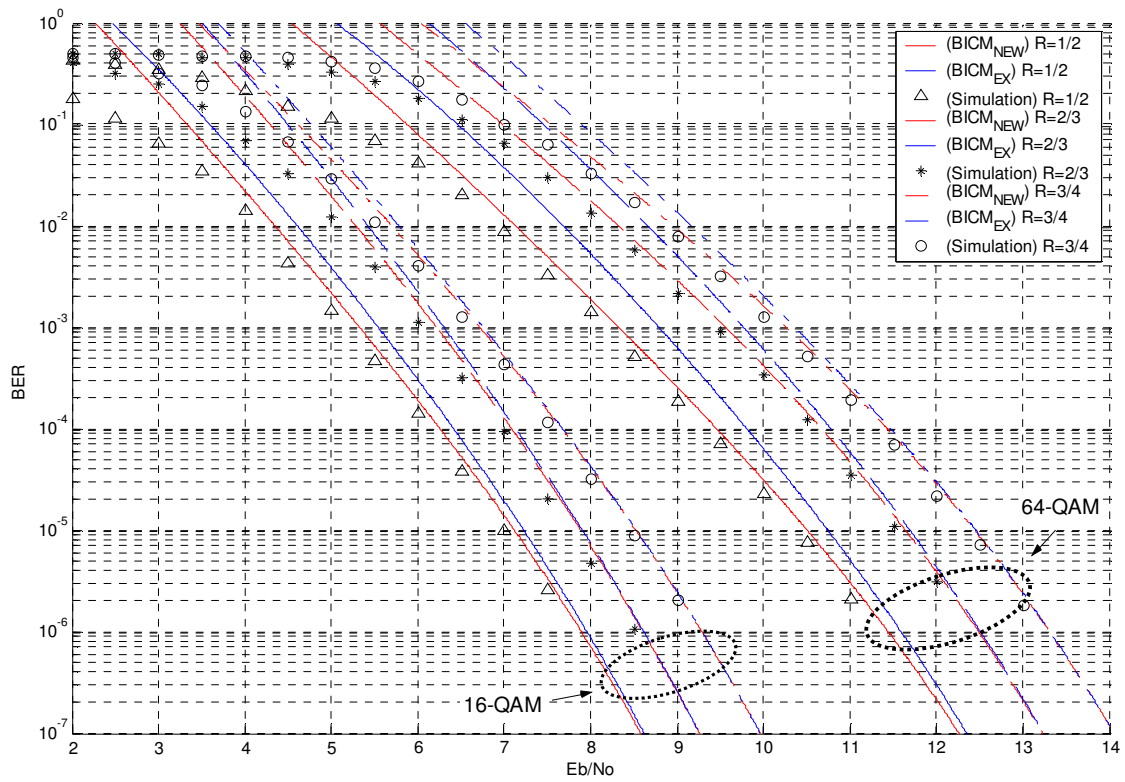 10^0
10^-1
10^-2
10^-3
10^-4
10^-5
10^-6
10^-7
BER
2 3 4 5 6 7 8 9 10 11 12 13 14
Eb/No
(BICM_NEW) R=1/2
(BICM_EX) R=1/2
(Simulation) R=1/2
(BICM_NEW) R=2/3
(BICM_EX) R=2/3
(Simulation) R=2/3
(BICM_NEW) R=3/4
(BICM_EX) R=3/4
(Simulation) R=3/4
64-QAM
16-QAM